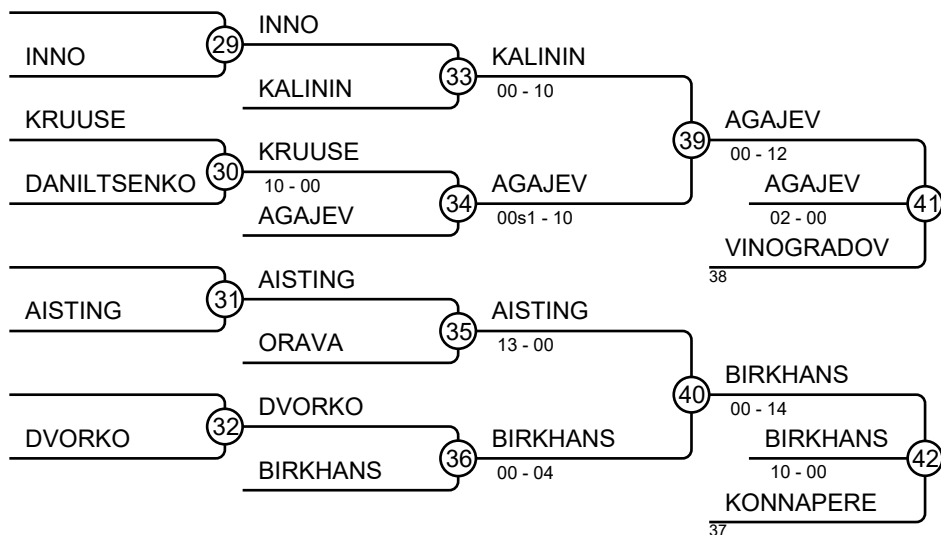 INNO
29
INNO
KALININ
33
KALININ
00 - 10
KRUUSE
DANILTSENKO
30
KRUUSE
10 - 00
AGAJEV
34
AGAJEV
00s1 - 10
39
AGAJEV
00 - 12
AGAJEV
02 - 00
41
VINOGRADOV
38
AISTING
31
AISTING
ORAVA
35
AISTING
13 - 00
DVORKO
32
DVORKO
BIRKHANS
36
BIRKHANS
00 - 04
40
BIRKHANS
00 - 14
BIRKHANS
10 - 00
42
KONNAPERE
37